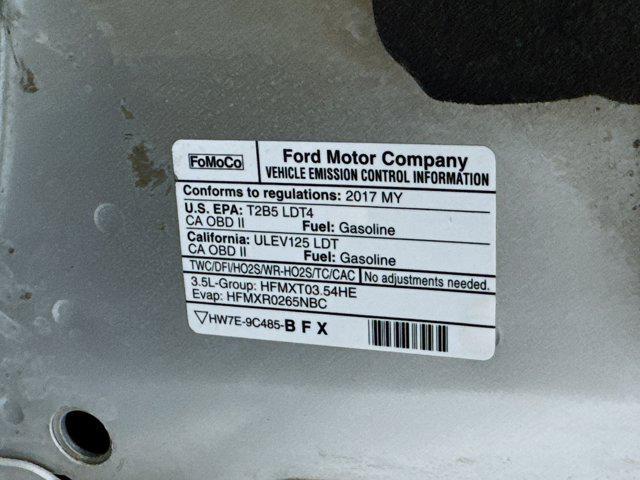 FoMoCo
Ford Motor Company
VEHICLE EMISSION CONTROL INFORMATION
Conforms to regulations: 2017 MY
U.S. EPA: T2B5 LDT4
CA OBD II Fuel: Gasoline
California: ULEV125 LDT
CA OBD II Fuel: Gasoline
TWC/DFI/HO2S/WR-HO2S/TC/CAC No adjustments needed.
3.5L-Group: HFMXT03.54HE
Evap: HFMXR0265NBC
HW7E-9C485-B F X